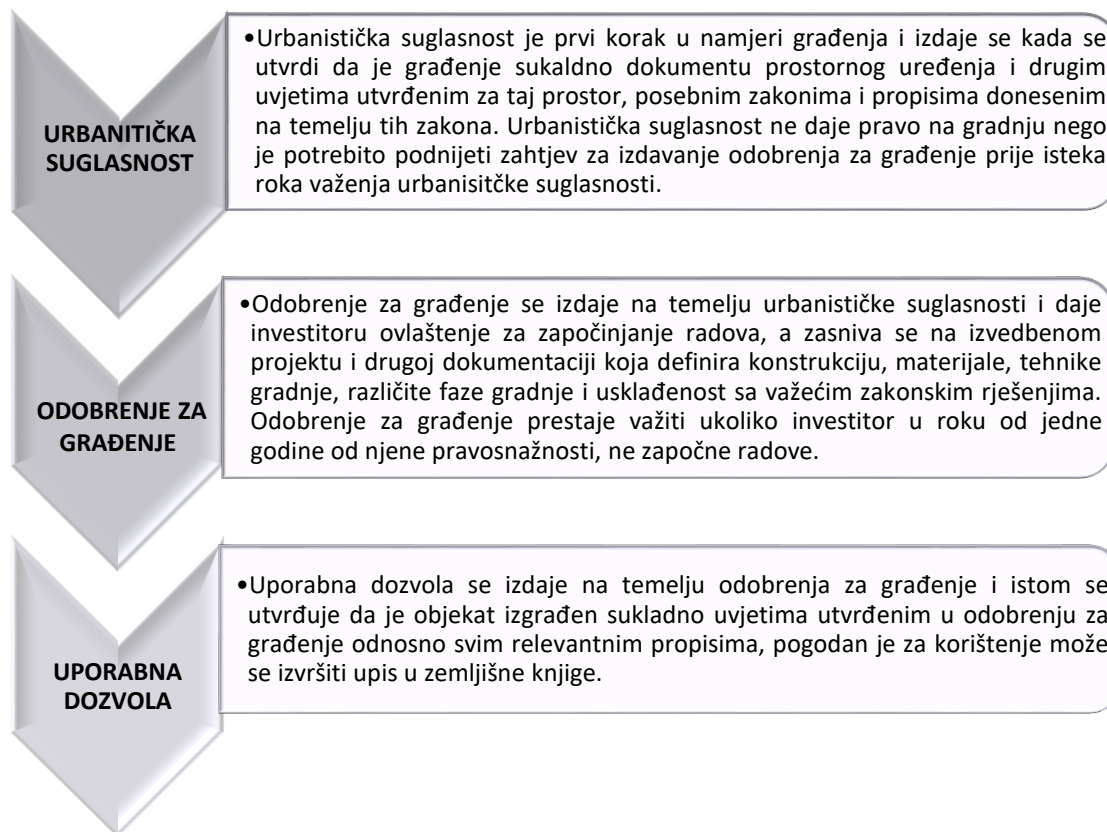 URBANITIČKA
SUGLASNOST
•Urbanistička suglasnost je prvi korak u namjeri građenja i izdaje se kada se
utvrdi da je građenje sukaldno dokumentu prostornog uređenja i drugim
uvjetima utvrđenim za taj prostor, posebnim zakonima i propisima donesenim
na temelju tih zakona. Urbanistička suglasnost ne daje pravo na gradnju nego
je potrebito podnijeti zahtjev za izdavanje odobrenja za građenje prije isteka
roka važenja urbanisitčke suglasnosti.
ODOBRENJE ZA
GRAĐENJE
•Odobrenje za građenje se izdaje na temelju urbanističke suglasnosti i daje
investitoru ovlaštenje za započinjanje radova, a zasniva se na izvedbenom
projektu i drugoj dokumentaciji koja definira konstrukciju, materijale, tehnike
gradnje, različite faze gradnje i usklađenost sa važećim zakonskim rješenjima.
Odobrenje za građenje prestaje važiti ukoliko investitor u roku od jedne
godine od njene pravosnažnosti, ne započne radove.
UPORABNA
DOZVOLA
•Uporabna dozvola se izdaje na temelju odobrenja za građenje i istom se
utvrđuje da je objekat izgrađen sukladno uvjetima utvrđenim u odobrenju za
građenje odnosno svim relevantnim propisima, pogodan je za korištenje može
se izvršiti upis u zemljišne knjige.